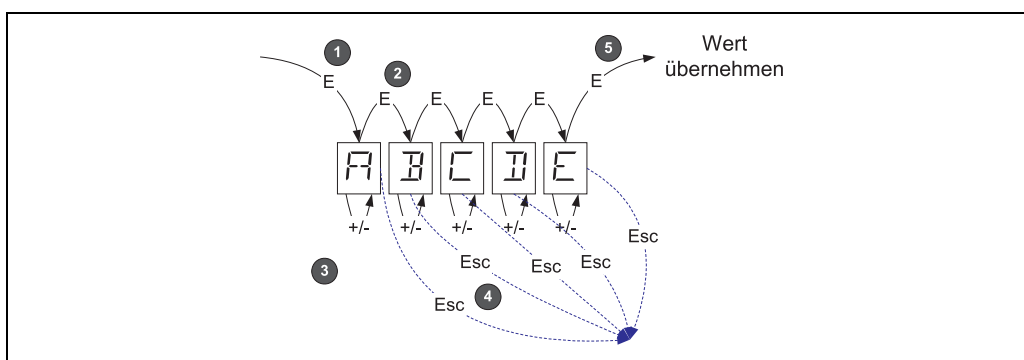 1
5
Wert
übernehmen
2
E
E
E
E
E
E
A B C D E
+/- +/- +/- +/- +/-
Esc
Esc
Esc
Esc
3
4
Esc